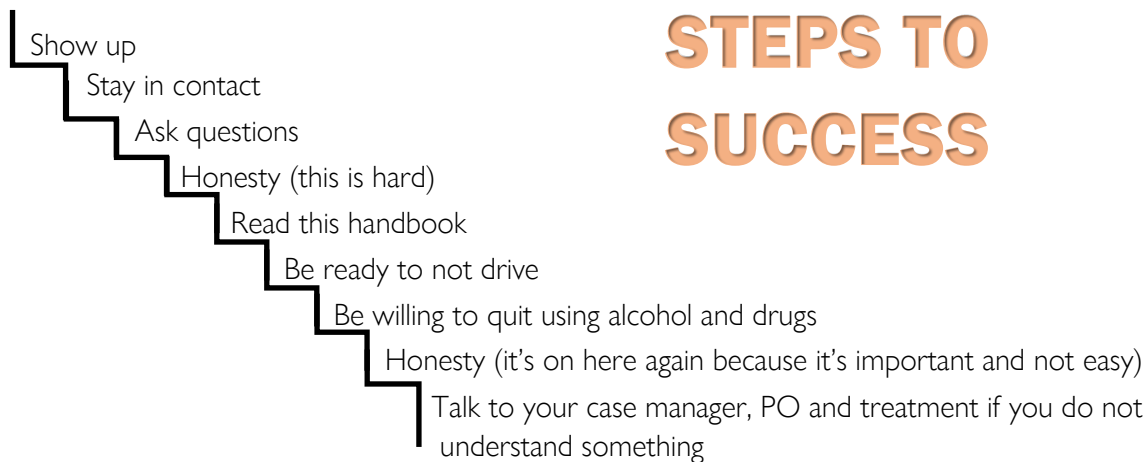 STEPS TO
SUCCESS
Show up
Stay in contact
Ask questions
Honesty (this is hard)
Read this handbook
Be ready to not drive
Be willing to quit using alcohol and drugs
Honesty (it’s on here again because it’s important and not easy)
Talk to your case manager, PO and treatment if you do not
understand something